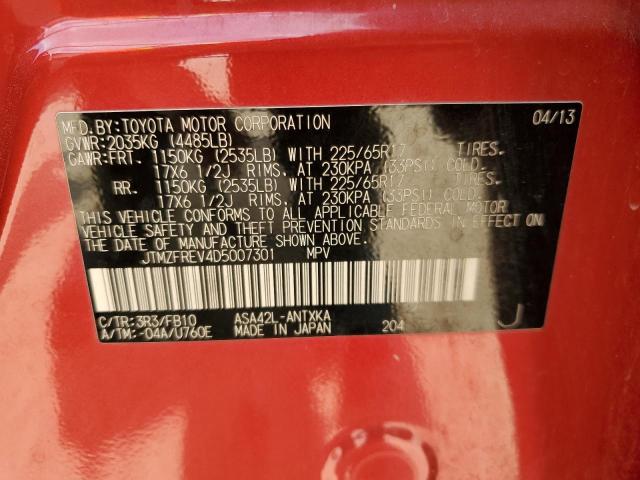 MFD.BY:TOYOTA MOTOR CORPORATION 04/13
GVWR:2035KG (4485LB)
GAWR:FRT. 1150KG (2535LB) WITH 225/65R17 TIRES.
17X6 1/2J RIMS. AT 230KPA (33PSI) COLD.
RR. 1150KG (2535LB) WITH 225/65R17 TIRES.
17X6 1/2J RIMS. AT 230KPA (33PSI) COLD.
THIS VEHICLE CONFORMS TO ALL APPLICABLE FEDERAL MOTOR
VEHICLE SAFETY AND THEFT PREVENTION STANDARDS IN EFFECT ON
THE DATE OF MANUFACTURE SHOWN ABOVE.
JTMZFREV4D5007301 MPV
C/TR:3R3/FB10 ASA42L-ANTXKA
A/TM:-04A/U760E MADE IN JAPAN 204 J